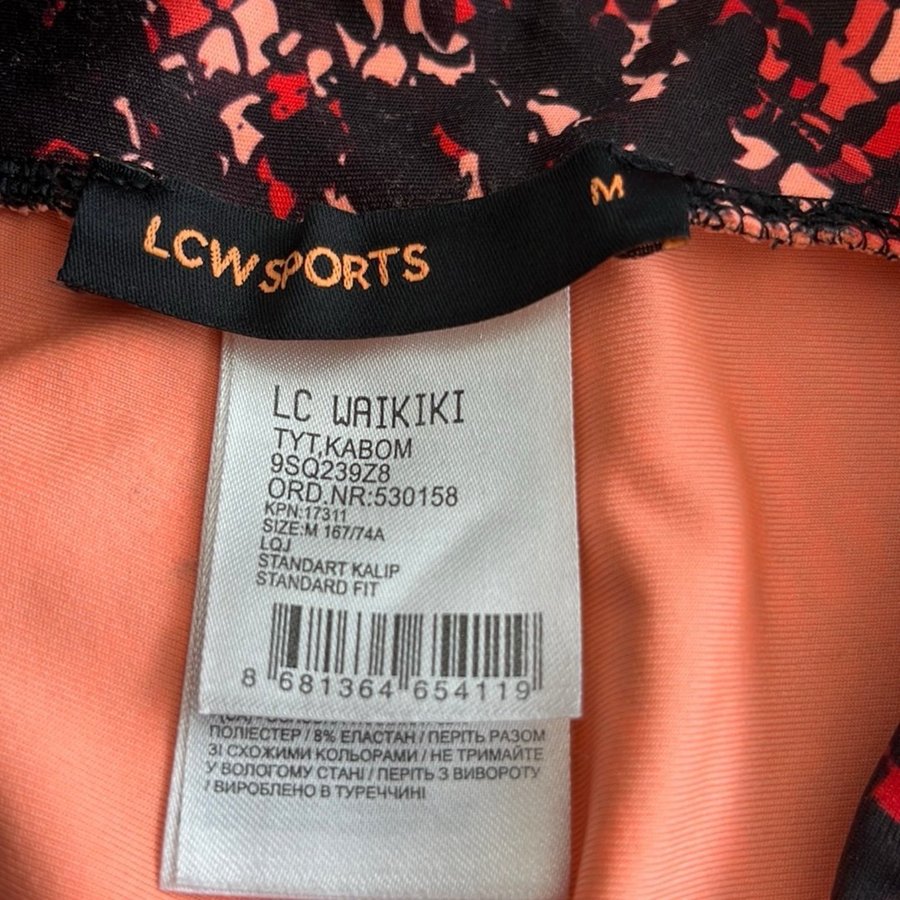 LCW SPORTS
M
LC WAIKIKI
TYT,KABOM
9SQ239Z8
ORD.NR:530158
KPN:17311
SIZE:M 167/74A
LQJ
STANDART KALIP
STANDARD FIT
8 681364 654119
ПОЛІЕСТЕР / 8% ЕЛАСТАН / ПЕРІТЬ РАЗОМ
ЗІ СХОЖИМИ КОЛЬОРАМИ / НЕ ТРИМАЙТЕ
У ВОЛОГОМУ СТАНІ / ПЕРІТЬ З ВИВОРОТУ
/ ВИРОБЛЕНО В ТУРЕЧЧИНІ